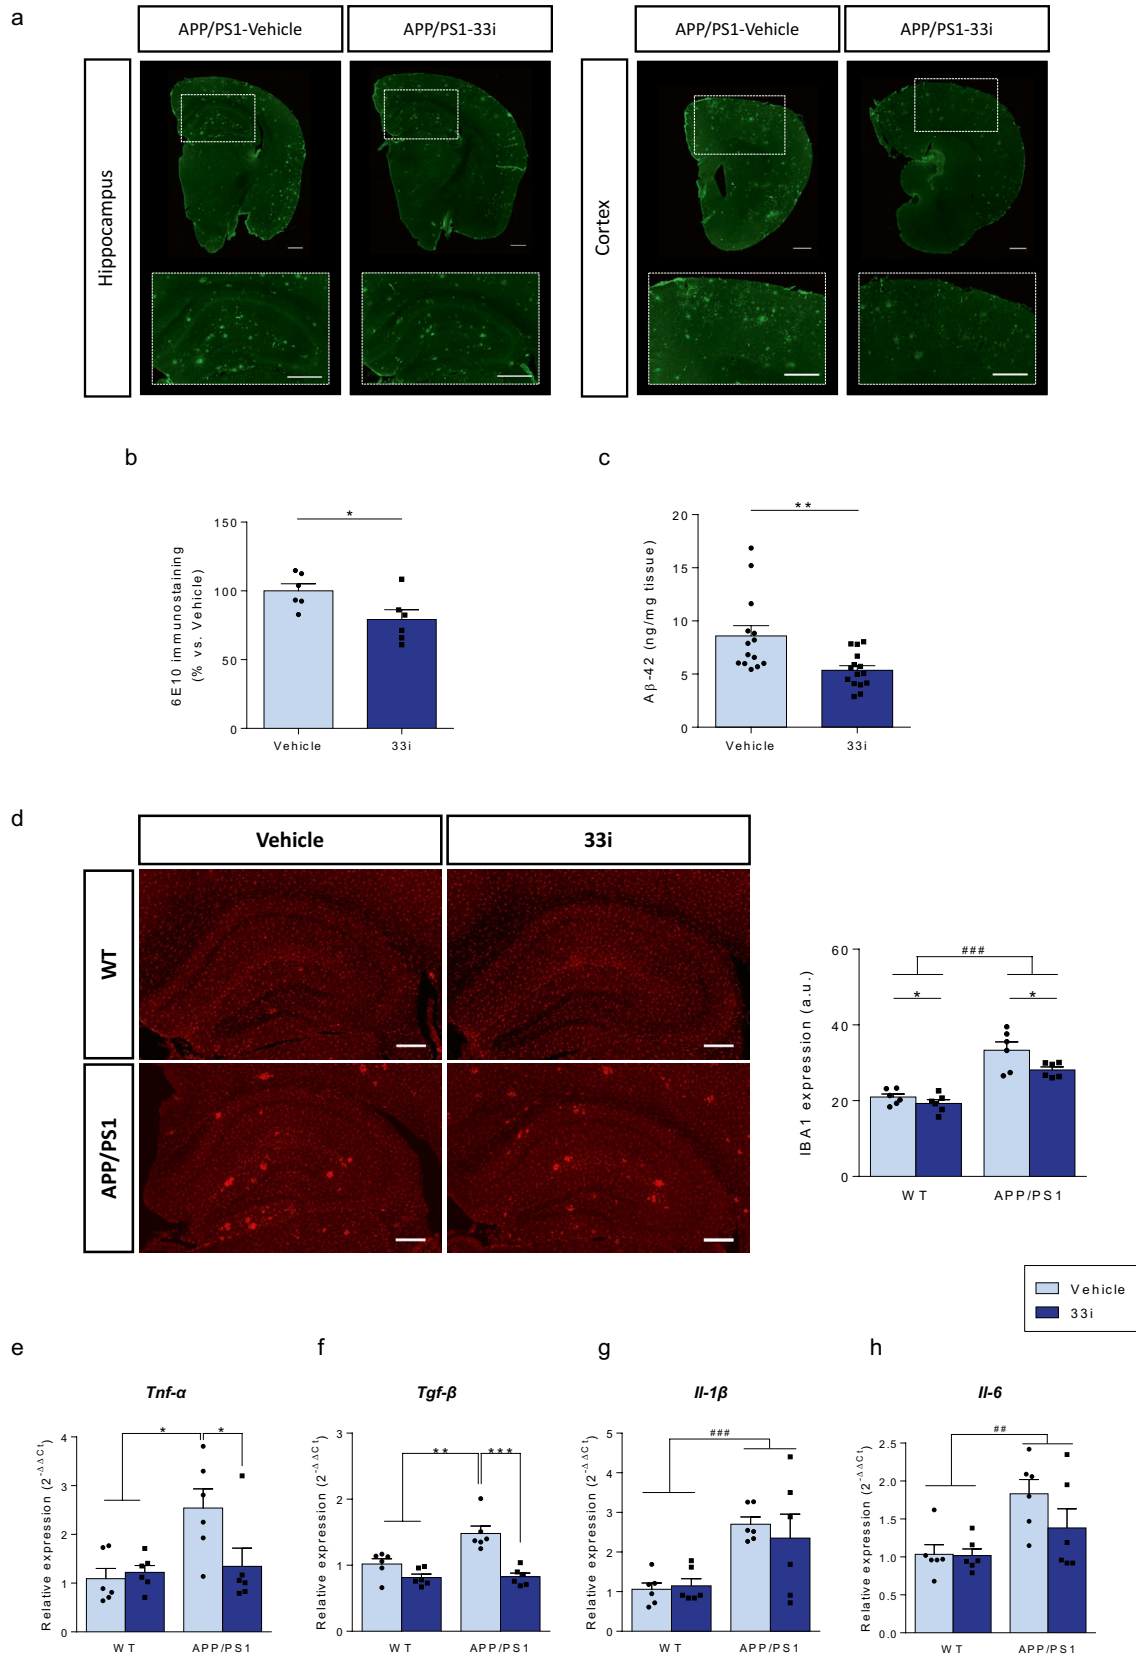 a
APP/PS1-Vehicle
APP/PS1-33i
APP/PS1-Vehicle
APP/PS1-33i
Hippocampus
Cortex
b
c
6E10 immunostaining
(% vs. Vehicle)
150
100
50
0
*
Vehicle
33i
Aβ-42 (ng/mg tissue)
20
15
10
5
0
**
Vehicle
33i
d
Vehicle
33i
WT
APP/PS1
IBA1 expression (a.u.)
60
40
20
0
###
*
*
WT
APP/PS1
Vehicle
33i
e
f
g
h
Tnf-α
Relative expression (2^-ΔΔCt)
4
3
2
1
0
*
*
WT
APP/PS1
Tgf-β
Relative expression (2^-ΔΔCt)
3
2
1
0
**
***
WT
APP/PS1
Il-1β
Relative expression (2^-ΔΔCt)
5
4
3
2
1
0
###
WT
APP/PS1
Il-6
Relative expression (2^-ΔΔCt)
2.5
2.0
1.5
1.0
0.5
0.0
##
WT
APP/PS1